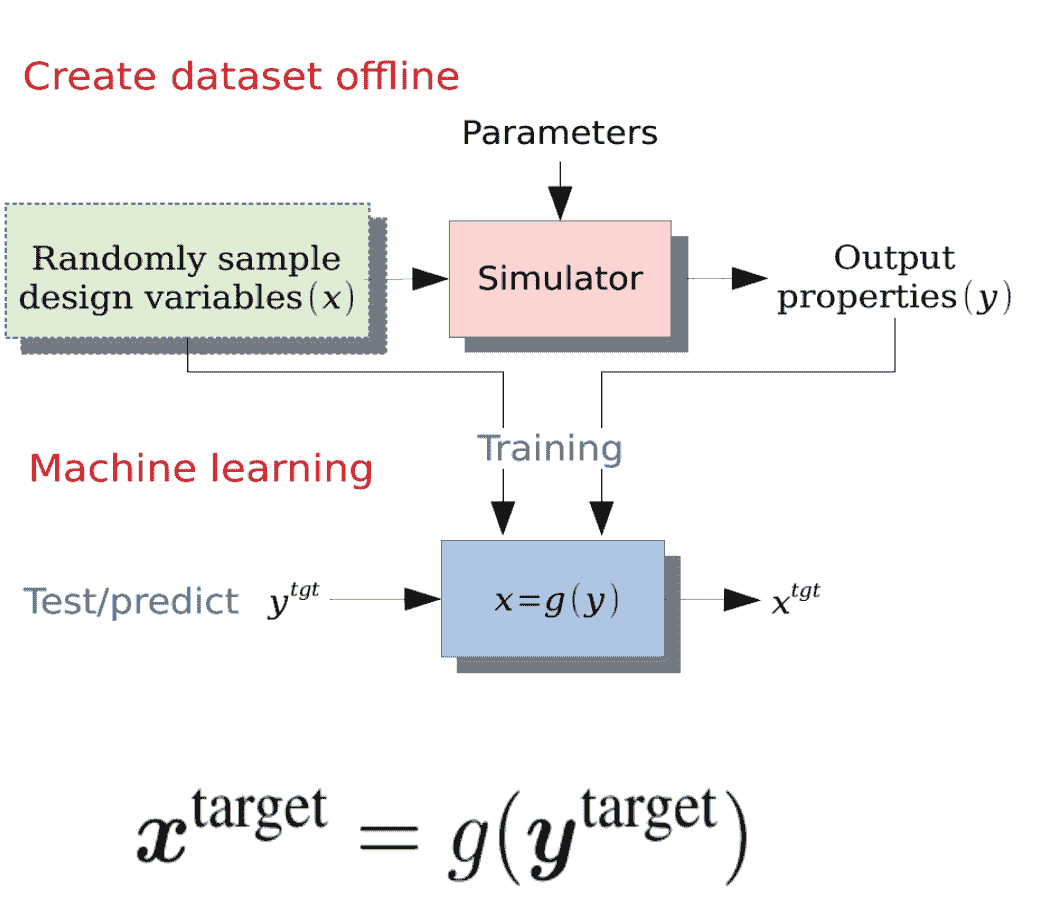 Create dataset offline
Parameters
Randomly sample
design variables(x)
Simulator
Output
properties(y)
Training
Machine learning
Test/predict
y^tgt
x=g(y)
x^tgt
x^target = g(y^target)